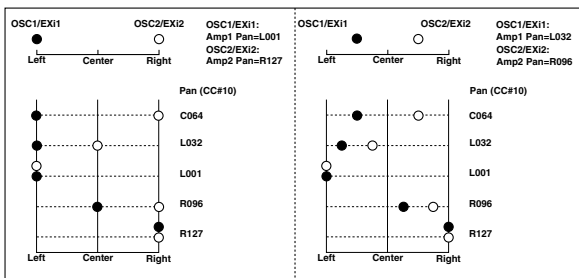 OSC1/EXi1 OSC2/EXi2
OSC1/EXi1:
Amp1 Pan=L001
OSC2/EXi2:
Amp2 Pan=R127
Left Center Right
Pan (CC#10)
C064
L032
L001
R096
R127
Left Center Right
OSC1/EXi1 OSC2/EXi2
OSC1/EXi1:
Amp1 Pan=L032
OSC2/EXi2:
Amp2 Pan=R096
Left Center Right
Pan (CC#10)
C064
L032
L001
R096
R127
Left Center Right